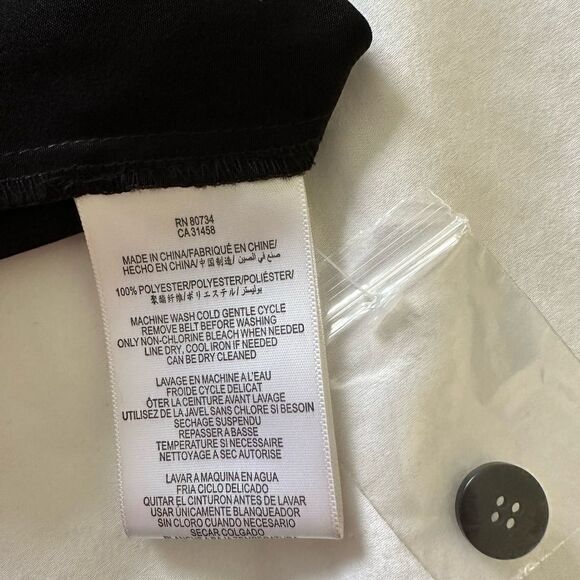 RN 80734
CA 31458
MADE IN CHINA/FABRIQUÉ EN CHINE/
HECHO EN CHINA/中国制造/ صنع في الصين/
100% POLYESTER/POLYESTER/POLIÉSTER/
聚酯纤维/ポリエステル/ بوليستر/
MACHINE WASH COLD GENTLE CYCLE
REMOVE BELT BEFORE WASHING
ONLY NON-CHLORINE BLEACH WHEN NEEDED
LINE DRY, COOL IRON IF NEEDED
CAN BE DRY CLEANED
LAVAGE EN MACHINE A L'EAU
FROIDE CYCLE DELICAT
ÔTER LA CEINTURE AVANT LAVAGE
UTILISEZ DE LA JAVEL SANS CHLORE SI BESOIN
SECHAGE SUSPENDU
REPASSER A BASSE
TEMPERATURE SI NECESSAIRE
NETTOYAGE A SEC AUTORISE
LAVAR A MAQUINA EN AGUA
FRIA CICLO DELICADO
QUITAR EL CINTURON ANTES DE LAVAR
USAR ÚNICAMENTE BLANQUEADOR
SIN CLORO CUANDO NECESARIO
SECAR COLGADO